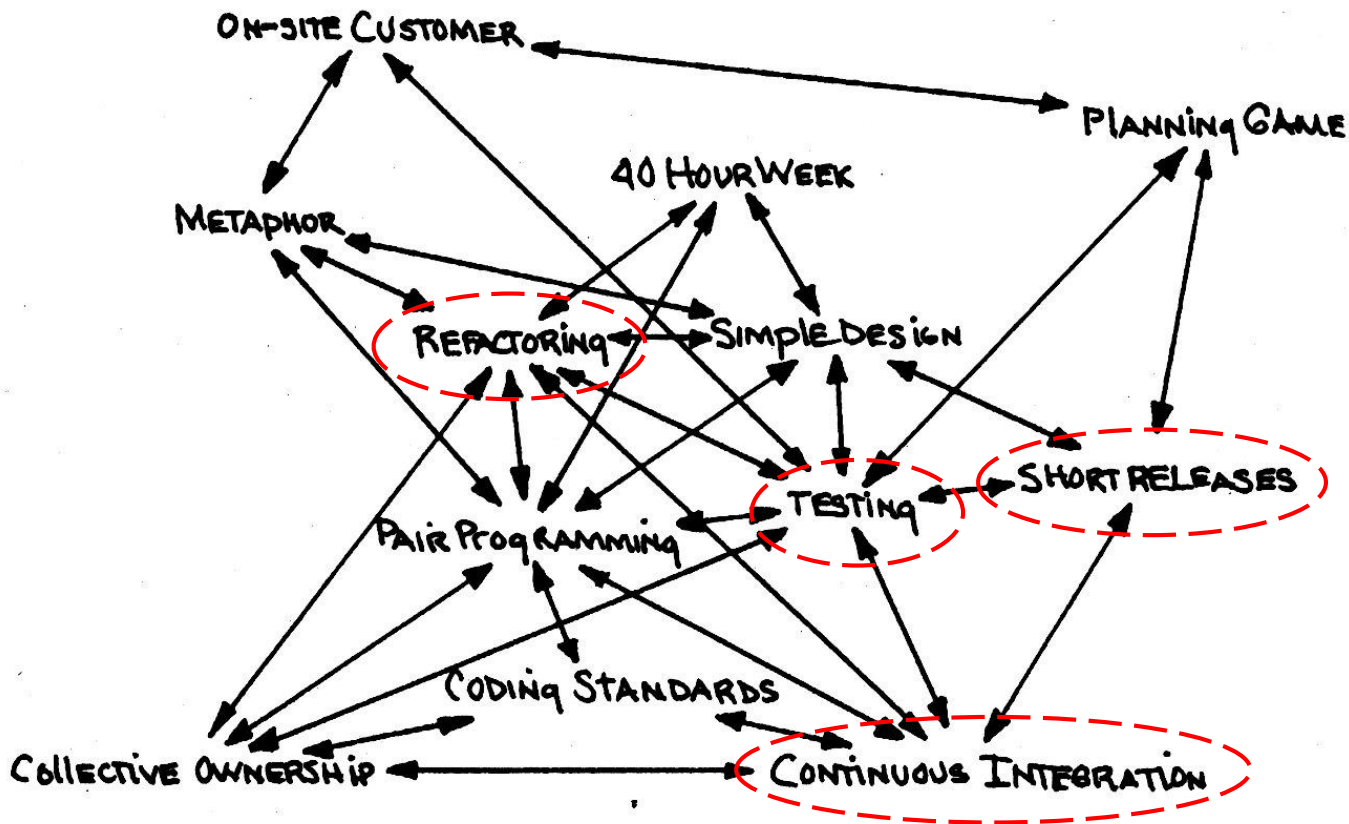 ON-SITE CUSTOMER
PLANNING GAME
40 HOUR WEEK
METAPHOR
REFACTORING
SIMPLE DESIGN
SHORT RELEASES
TESTING
PAIR PROGRAMMING
CODING STANDARDS
COLLECTIVE OWNERSHIP
CONTINUOUS INTEGRATION